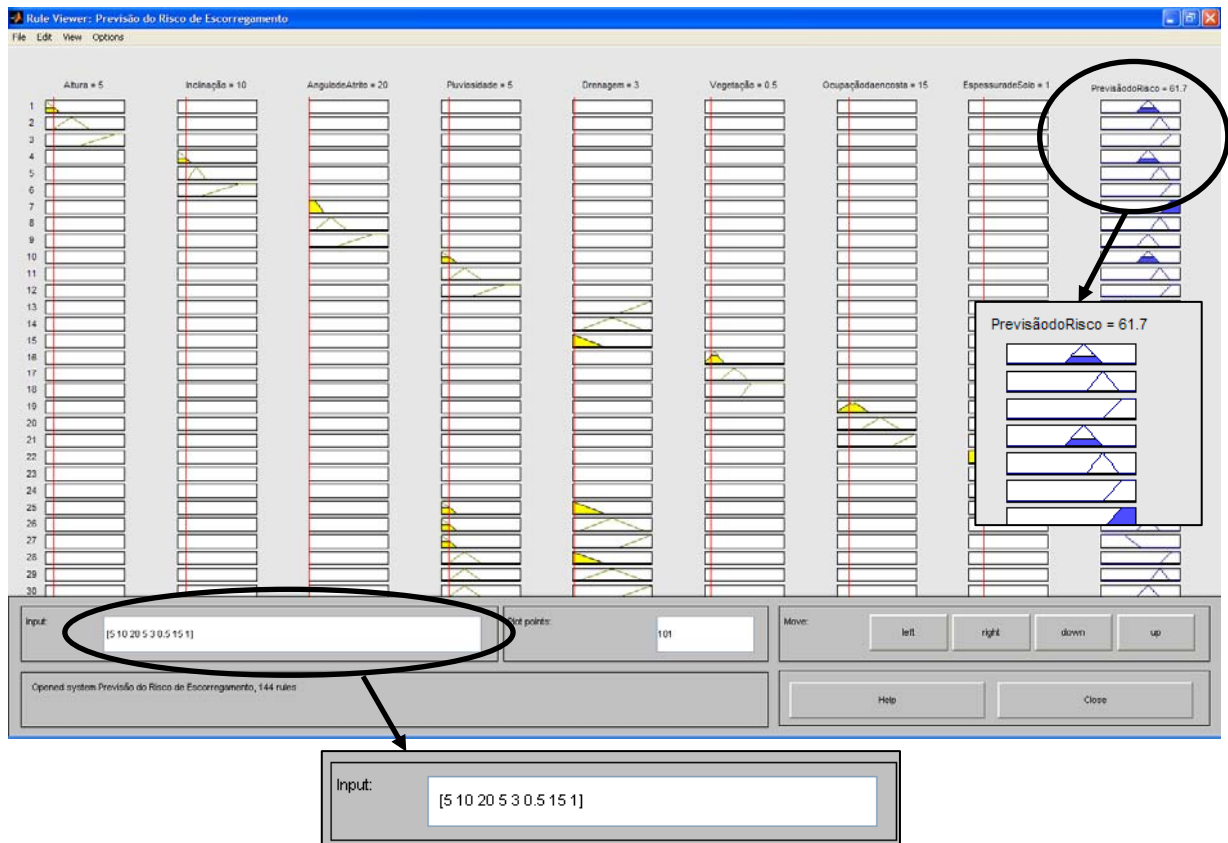 Rule Viewer: Previsão do Risco de Escorregamento
File Edit View Options
Altura = 5
Inclinação = 10
AngulodeAtrito = 20
Pluviosidade = 5
Drenagem = 3
Vegetação = 0.5
Ocupaçãodaencosta = 15
EspessuradeSolo = 1
PrevisãodoRisco = 61.7
1
2
3
4
5
6
7
8
9
10
11
12
13
14
15
16
17
18
19
20
21
22
23
24
25
26
27
28
29
30
PrevisãodoRisco = 61.7
Input:
[5 10 20 5 3 0.5 15 1]
Plot points:
101
Move:
left
right
down
up
Opened system Previsão do Risco de Escorregamento, 144 rules
Help
Close
Input:
[5 10 20 5 3 0.5 15 1]